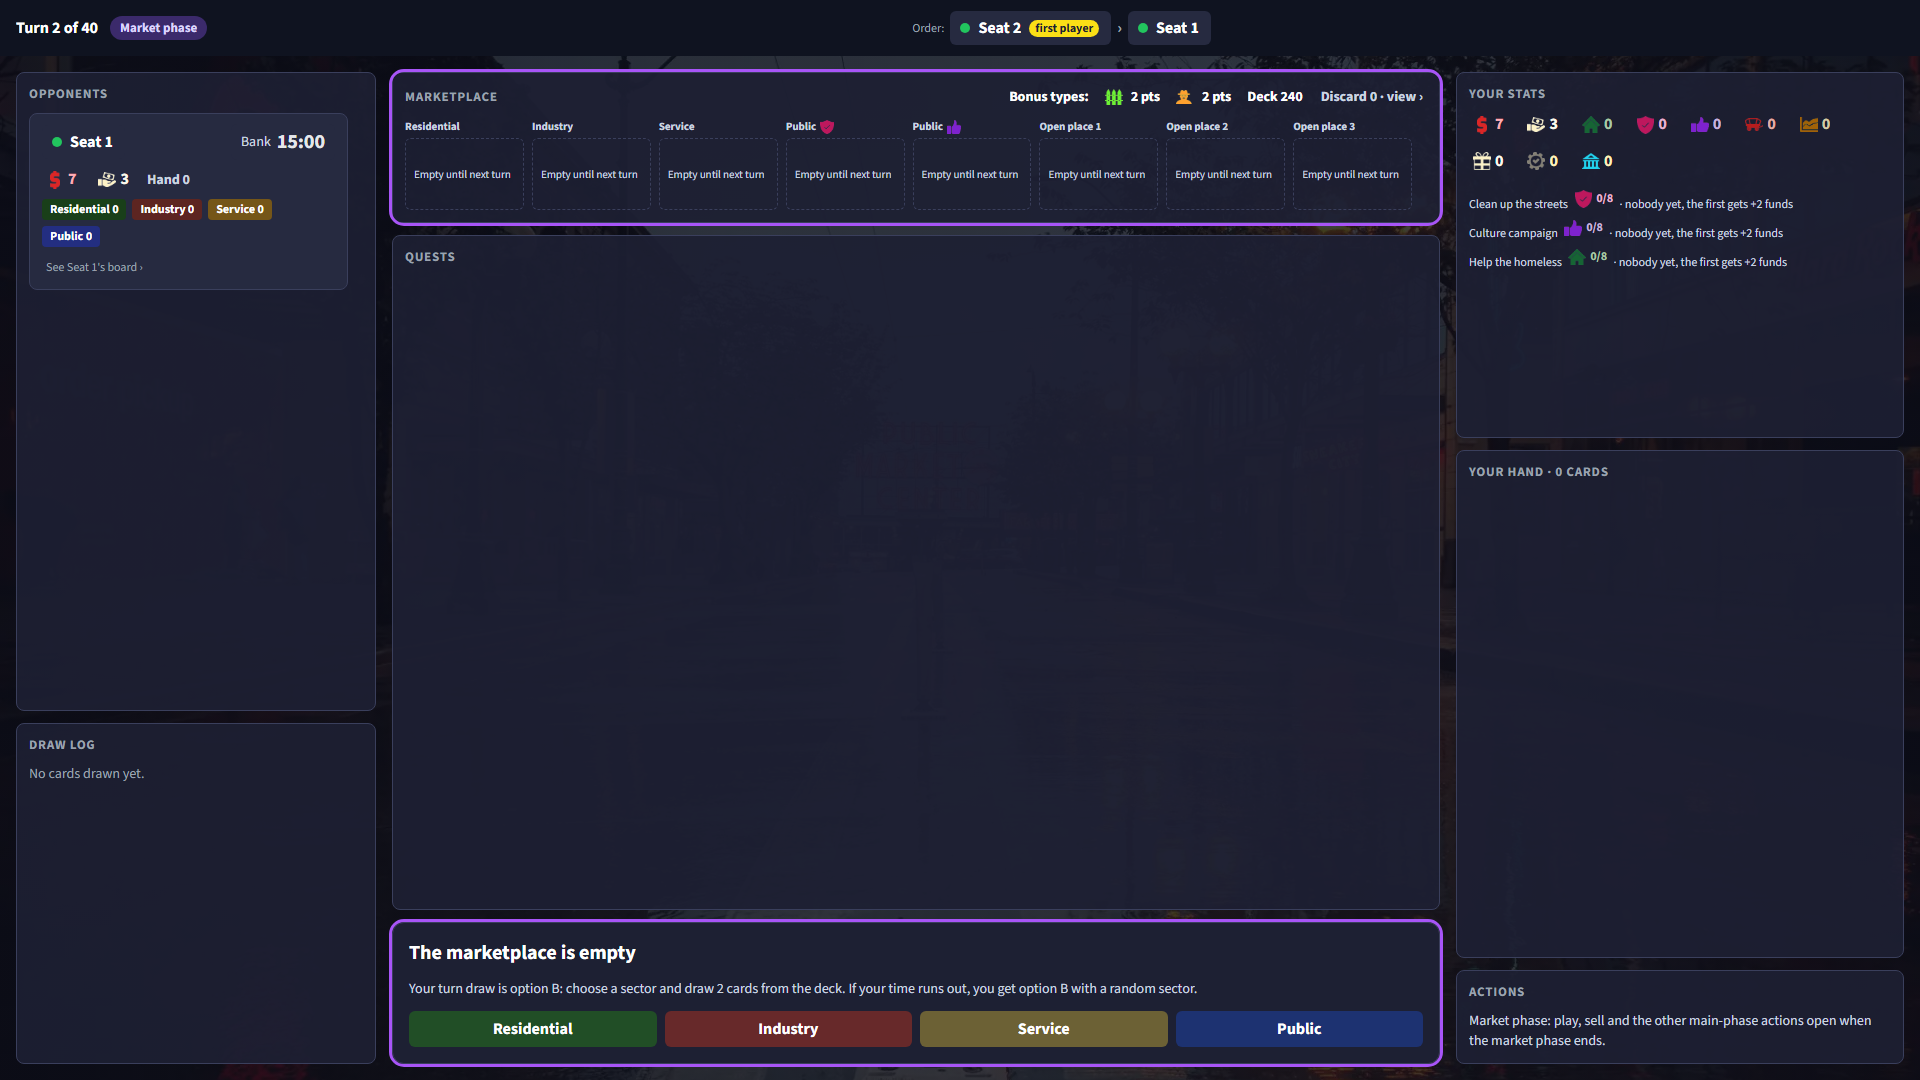 Turn 2 of 40 Market phase
Order: Seat 2 first player › Seat 1
OPPONENTS
Seat 1 Bank 15:00
7 3 Hand 0
Residential 0 Industry 0 Service 0
Public 0
See Seat 1's board ›
DRAW LOG
No cards drawn yet.
MARKETPLACE
Bonus types: 2 pts 2 pts Deck 240 Discard 0 · view ›
Residential Industry Service Public Public Open place 1 Open place 2 Open place 3
Empty until next turn Empty until next turn Empty until next turn Empty until next turn Empty until next turn Empty until next turn Empty until next turn Empty until next turn
QUESTS
The marketplace is empty
Your turn draw is option B: choose a sector and draw 2 cards from the deck. If your time runs out, you get option B with a random sector.
Residential Industry Service Public
YOUR STATS
7 3 0 0 0 0 0
0 0 0
Clean up the streets 0/8 · nobody yet, the first gets +2 funds
Culture campaign 0/8 · nobody yet, the first gets +2 funds
Help the homeless 0/8 · nobody yet, the first gets +2 funds
YOUR HAND · 0 CARDS
ACTIONS
Market phase: play, sell and the other main-phase actions open when
the market phase ends.